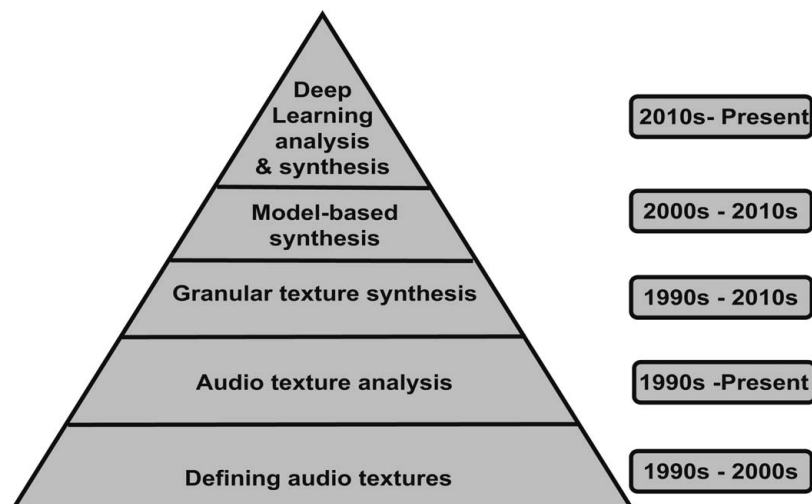 Deep
Learning
analysis
& synthesis
2010s- Present
Model-based
synthesis
2000s - 2010s
Granular texture synthesis
1990s - 2010s
Audio texture analysis
1990s -Present
Defining audio textures
1990s - 2000s